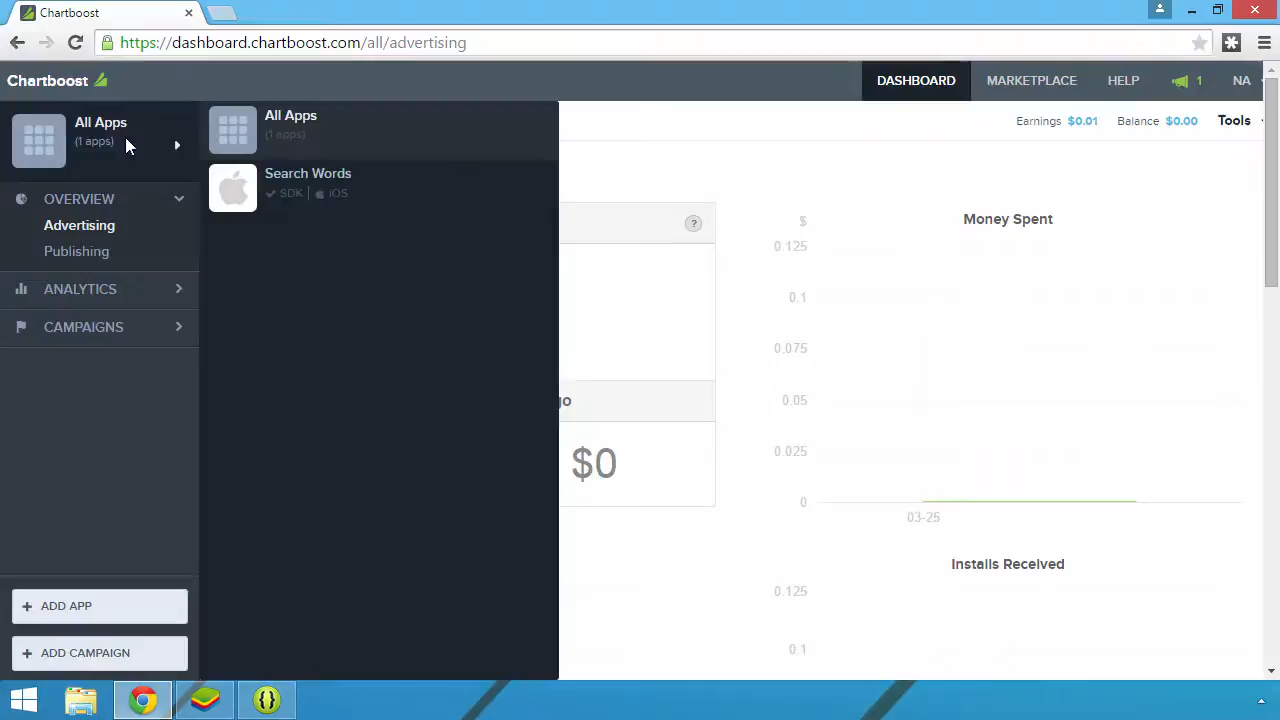 Chartboost
https://dashboard.chartboost.com/all/advertising
Chartboost
DASHBOARD
MARKETPLACE
HELP
1
NA
All Apps
(1 apps)
All Apps
(1 apps)
Search Words
SDK
iOS
Earnings $0.01
Balance $0.00
Tools
OVERVIEW
Advertising
Publishing
ANALYTICS
CAMPAIGNS
+ ADD APP
+ ADD CAMPAIGN
?
go
$0
Money Spent
$
0.125
0.1
0.075
0.05
0.025
0
03-25
Installs Received
0.125
0.1